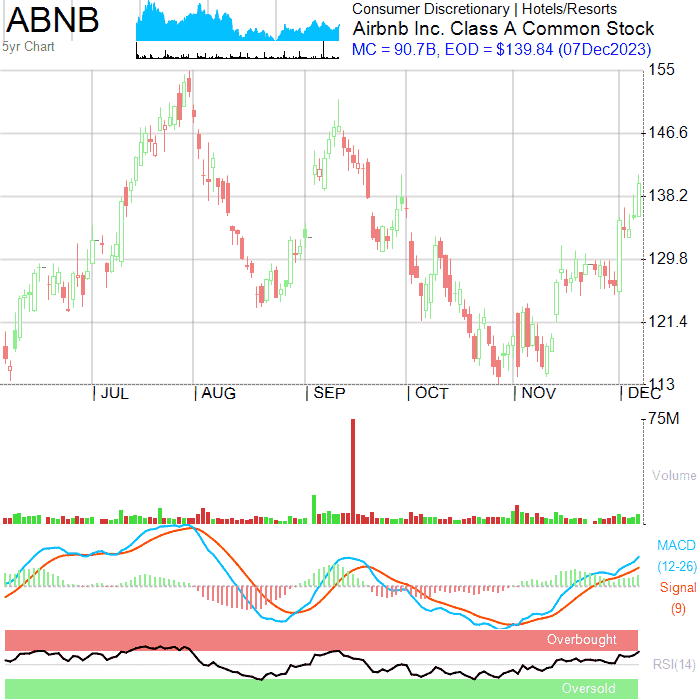 ABNB
5yr Chart
Consumer Discretionary | Hotels/Resorts
Airbnb Inc. Class A Common Stock
MC = 90.7B, EOD = $139.84 (07Dec2023)
155
146.6
138.2
129.8
121.4
113
JUL AUG SEP OCT NOV DEC
75M
Volume
MACD
(12-26)
Signal
(9)
Overbought
RSI(14)
Oversold